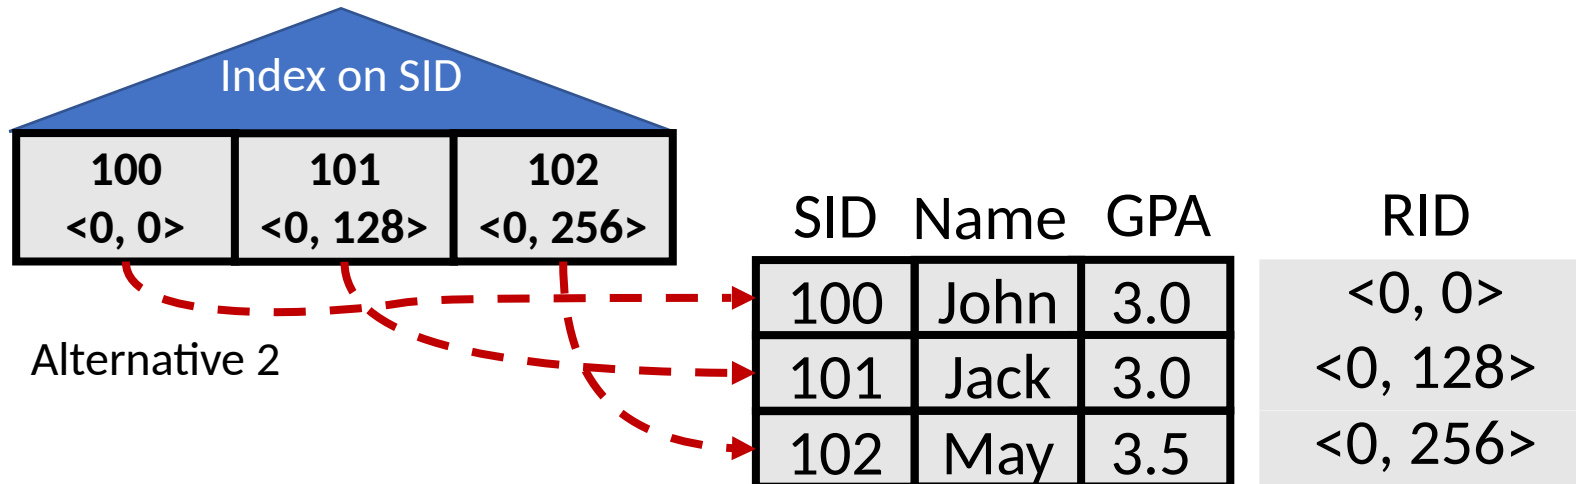 Index on SID
100 101 102
<0, 0> <0, 128> <0, 256>
Alternative 2
SID Name GPA RID
100 John 3.0 <0, 0>
101 Jack 3.0 <0, 128>
102 May 3.5 <0, 256>